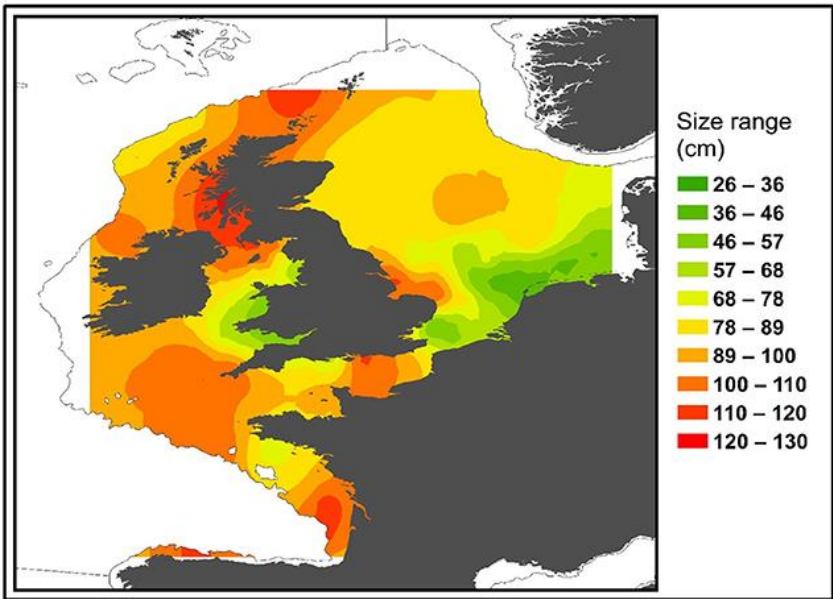 Size range
(cm)
26 – 36
36 – 46
46 – 57
57 – 68
68 – 78
78 – 89
89 – 100
100 – 110
110 – 120
120 – 130